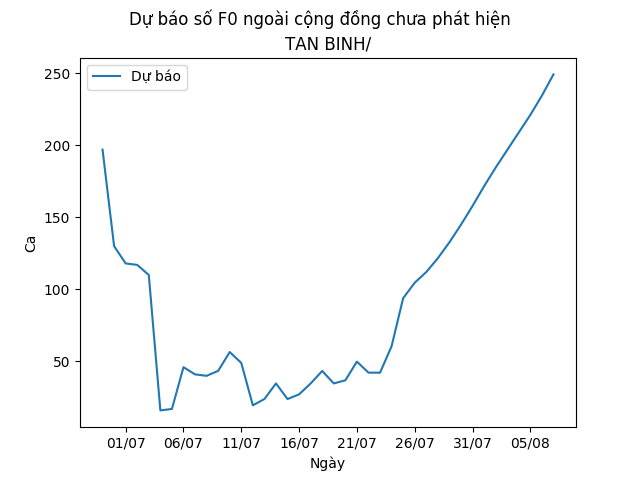 Dự báo số F0 ngoài cộng đồng chưa phát hiện
TAN BINH/
Dự báo
250
200
150
100
50
Ca
01/07 06/07 11/07 16/07 21/07 26/07 31/07 05/08
Ngày